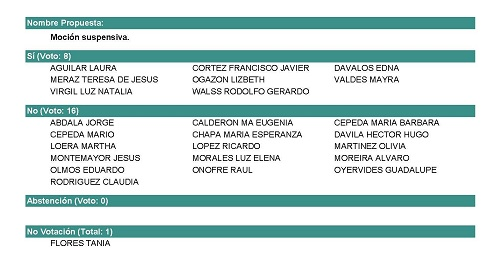 Nombre Propuesta:
Moción suspensiva.
Sí (Voto: 8)
AGUILAR LAURA CORTEZ FRANCISCO JAVIER DAVALOS EDNA
MERAZ TERESA DE JESUS OGAZON LIZBETH VALDES MAYRA
VIRGIL LUZ NATALIA WALSS RODOLFO GERARDO
No (Voto: 16)
ABDALA JORGE CALDERON MA EUGENIA CEPEDA MARIA BARBARA
CEPEDA MARIO CHAPA MARIA ESPERANZA DAVILA HECTOR HUGO
LOERA MARTHA LOPEZ RICARDO MARTINEZ OLIVIA
MONTEMAYOR JESUS MORALES LUZ ELENA MOREIRA ALVARO
OLMOS EDUARDO ONOFRE RAUL OYERVIDES GUADALUPE
RODRIGUEZ CLAUDIA
Abstención (Voto: 0)
No Votación (Total: 1)
FLORES TANIA